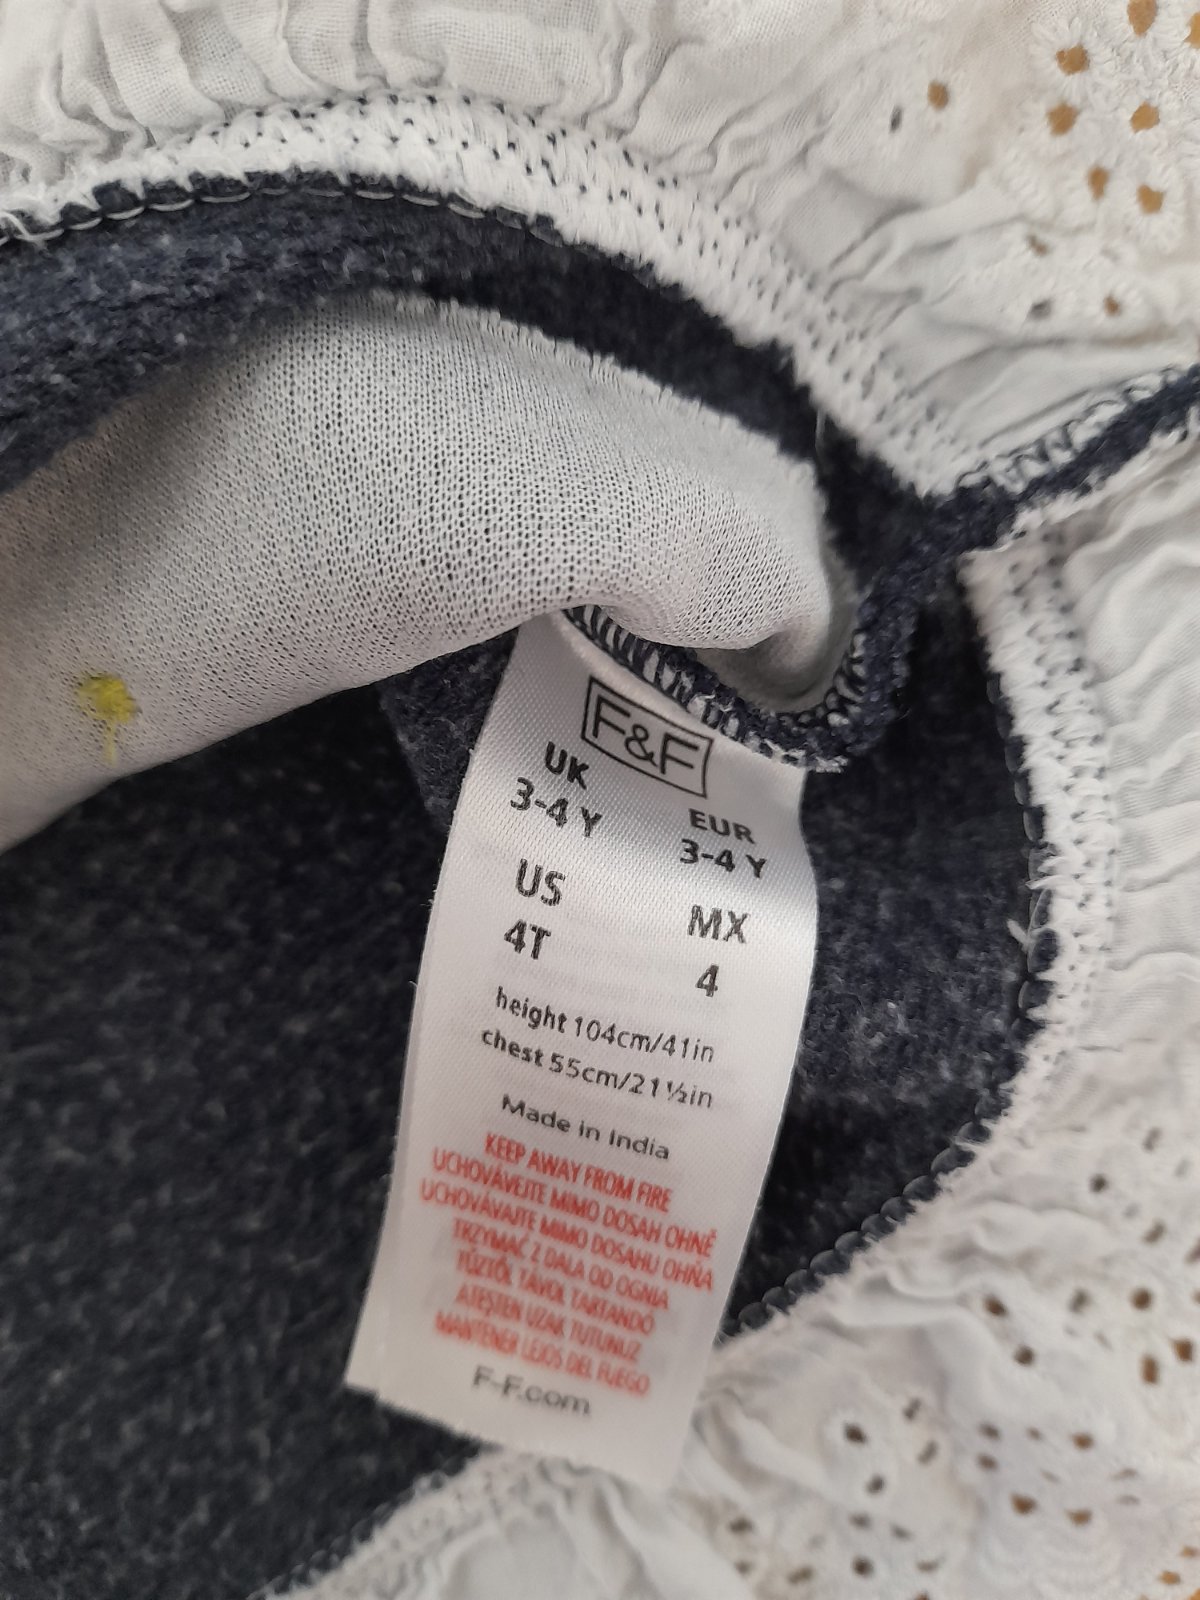 F&F
UK EUR
3-4 Y 3-4 Y
US MX
4T 4
height 104cm/41in
chest 55cm/21½in
Made in India
KEEP AWAY FROM FIRE
UCHOVÁVEJTE MIMO DOSAH OHNĚ
UCHOVÁVAJTE MIMO DOSAHU OHŇA
TRZYMAĆ Z DALA OD OGNIA
TŰZTŐL TÁVOL TARTANDÓ
ATEŞTEN UZAK TUTUNUZ
MANTENER LEJOS DEL FUEGO
F-F.com